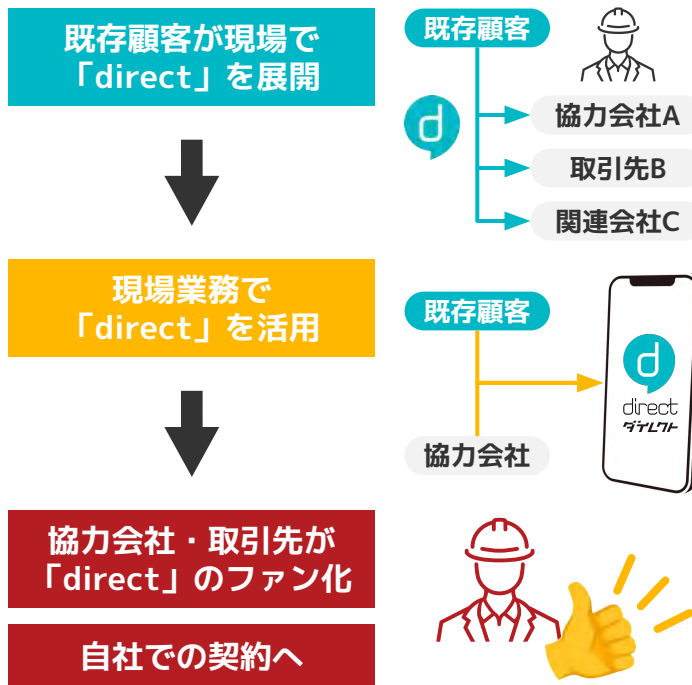 既存顧客が現場で
「direct」を展開
既存顧客
d
協力会社A
取引先B
関連会社C
現場業務で
「direct」を活用
既存顧客
協力会社
d
direct
ダイレクト
協力会社・取引先が
「direct」のファン化
自社での契約へ